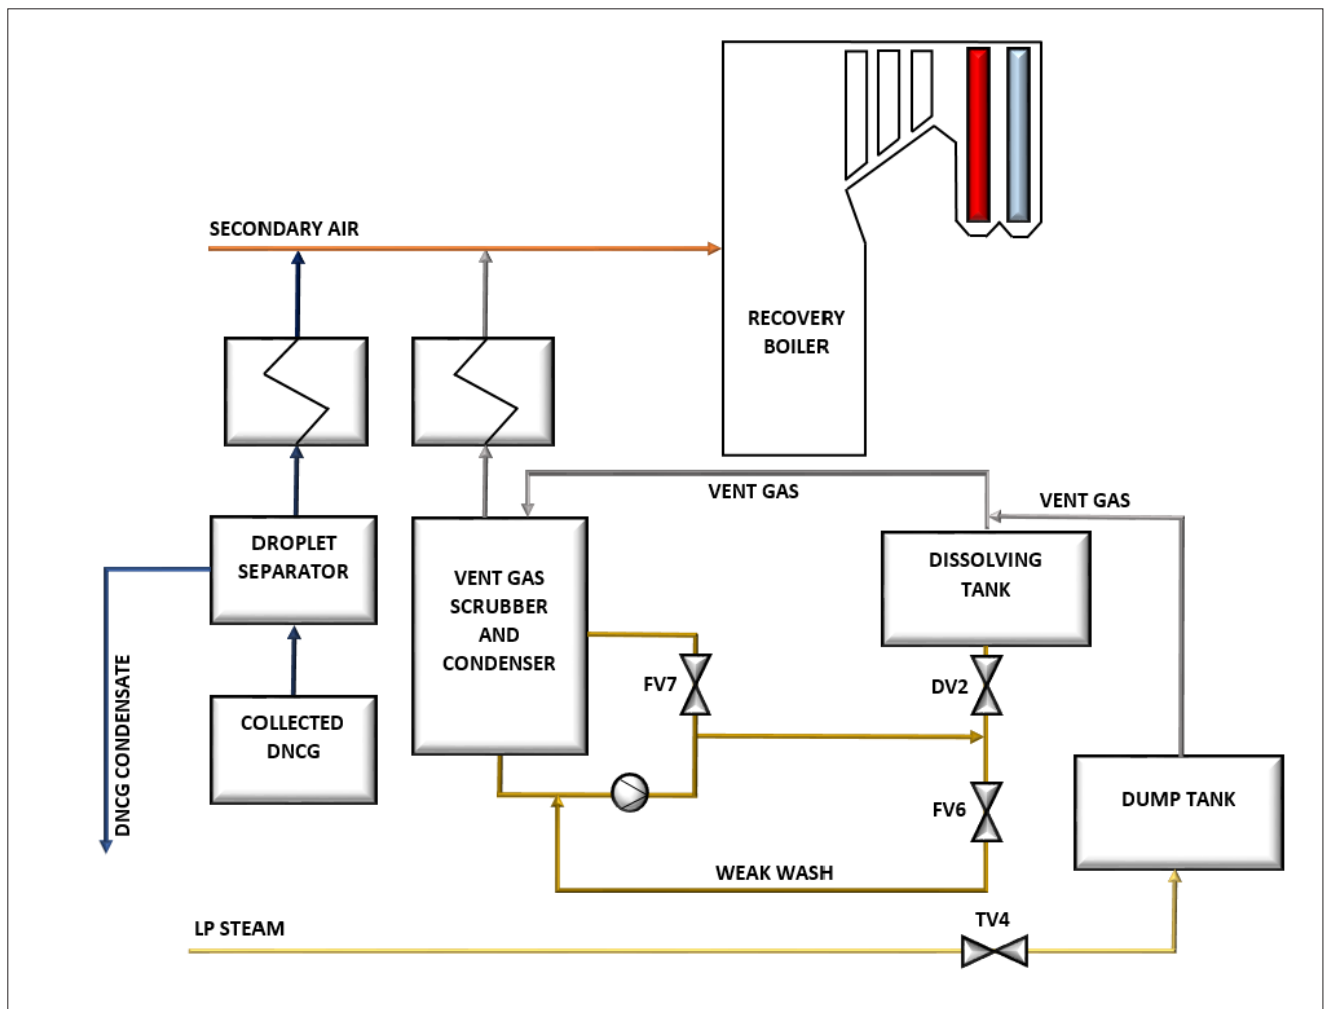 SECONDARY AIR
RECOVERY
BOILER
VENT GAS
VENT GAS
DROPLET
SEPARATOR
VENT GAS
SCRUBBER
AND
CONDENSER
DISSOLVING
TANK
FV7
DV2
DNCG CONDENSATE
COLLECTED
DNCG
FV6
DUMP TANK
WEAK WASH
LP STEAM
TV4